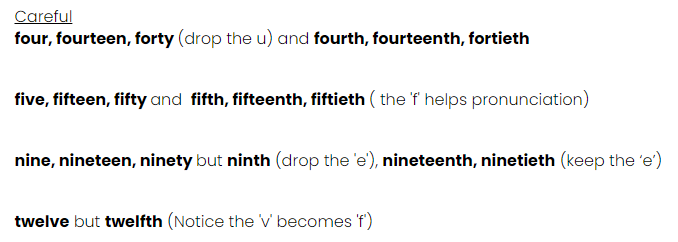 Careful
four, fourteen, forty (drop the u) and fourth, fourteenth, fortieth
five, fifteen, fifty and fifth, fifteenth, fiftieth ( the 'f' helps pronunciation)
nine, nineteen, ninety but ninth (drop the 'e'), nineteenth, ninetieth (keep the ‘e’)
twelve but twelfth (Notice the 'v' becomes 'f')